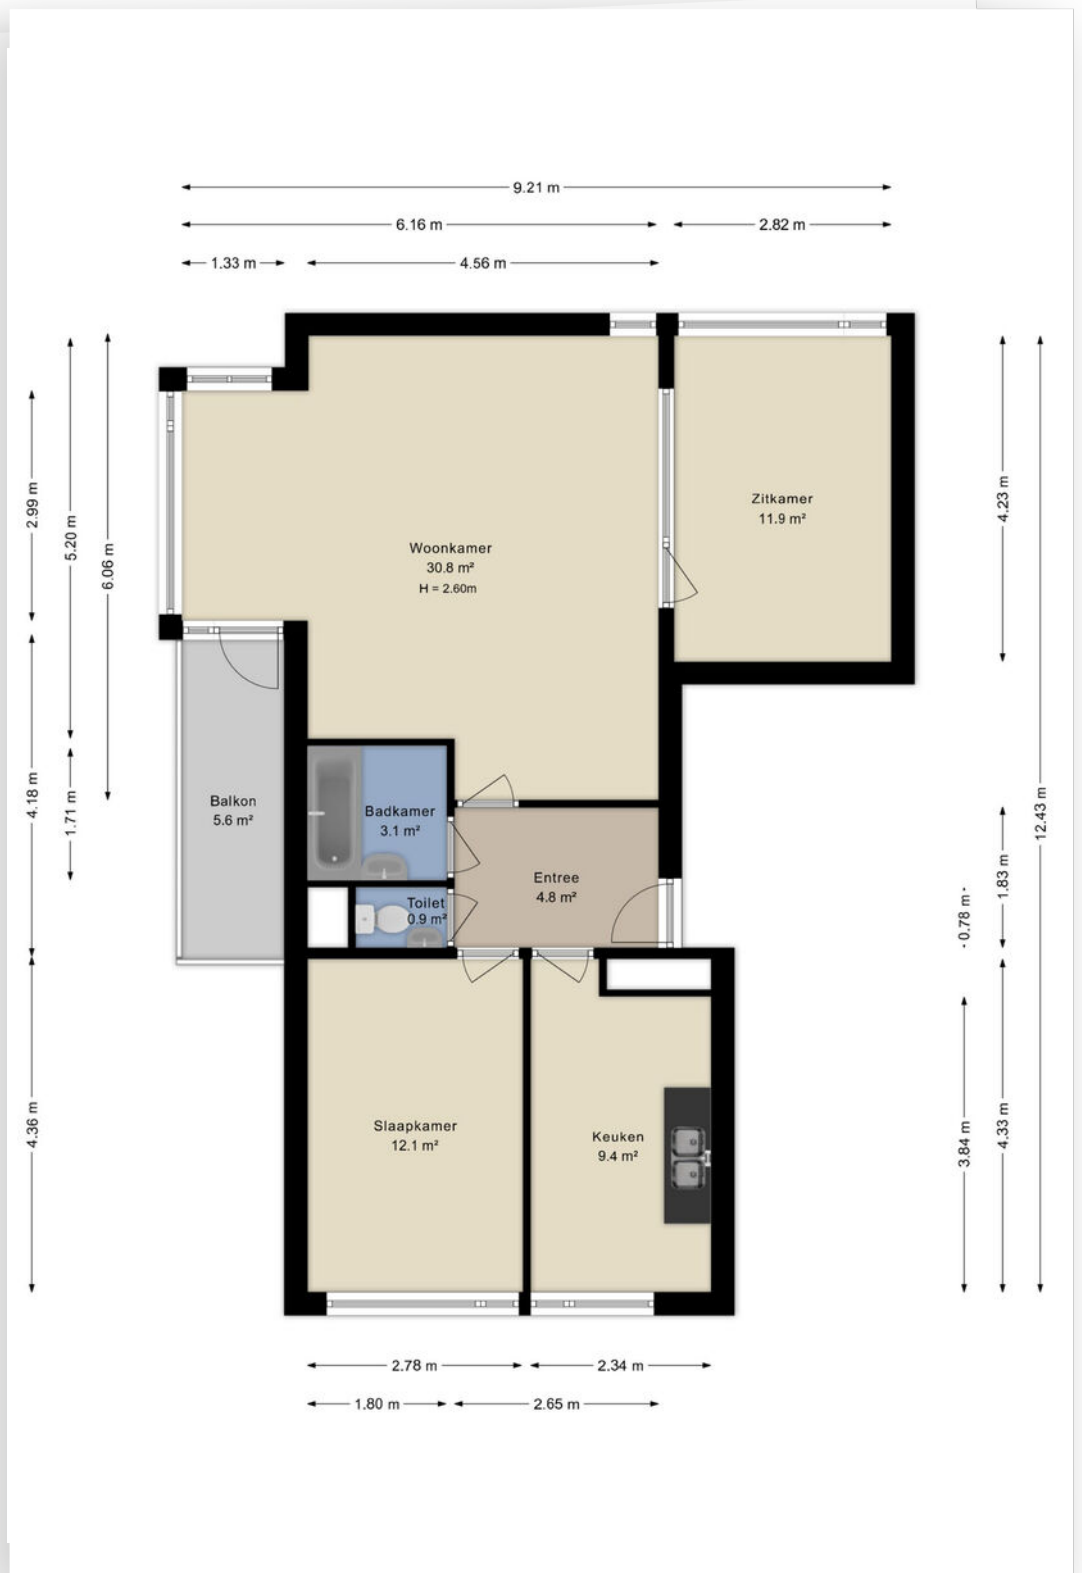 9.21 m
6.16 m
2.82 m
1.33 m
4.56 m
2.99 m
5.20 m
6.06 m
4.23 m
Zitkamer
11.9 m²
Woonkamer
30.8 m²
H = 2.60m
4.18 m
1.71 m
12.43 m
Balkon
5.6 m²
Badkamer
3.1 m²
Entree
4.8 m²
1.83 m
Toilet
0.9 m²
0.78 m
4.36 m
Slaapkamer
12.1 m²
Keuken
9.4 m²
3.84 m
4.33 m
2.78 m
2.34 m
1.80 m
2.65 m